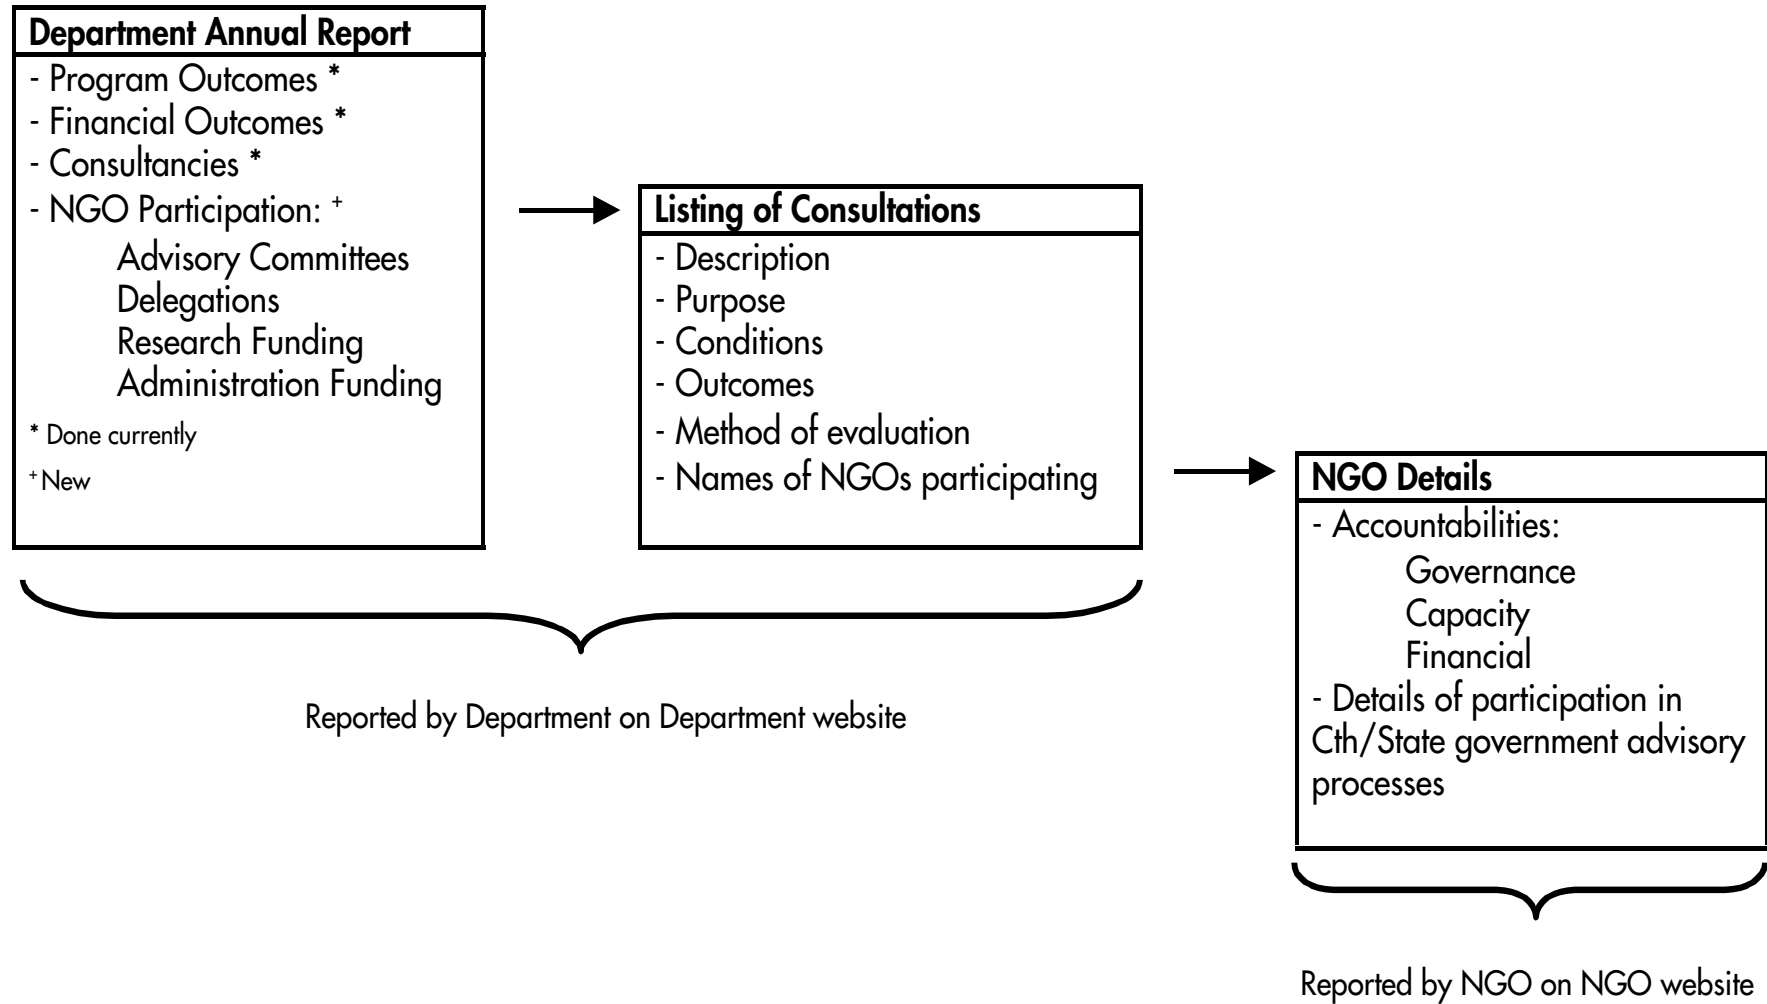 Department Annual Report
- Program Outcomes *
- Financial Outcomes *
- Consultancies *
- NGO Participation: +
Advisory Committees
Delegations
Research Funding
Administration Funding
* Done currently
+ New
Listing of Consultations
- Description
- Purpose
- Conditions
- Outcomes
- Method of evaluation
- Names of NGOs participating
NGO Details
- Accountabilities:
Governance
Capacity
Financial
- Details of participation in
Cth/State government advisory
processes
Reported by Department on Department website
Reported by NGO on NGO website